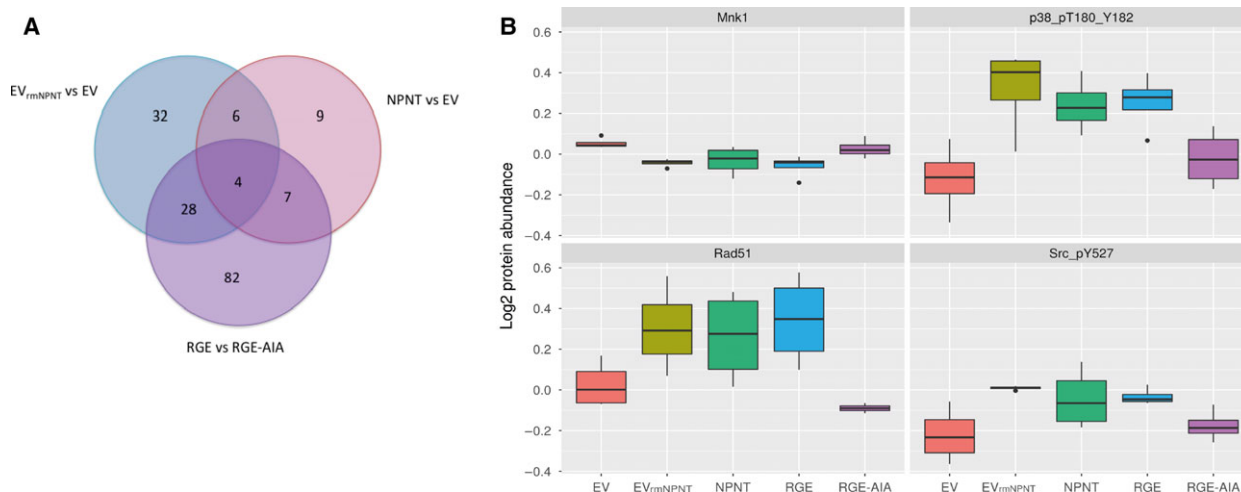 A
EVrmNPNT vs EV
NPNT vs EV
32
6
9
4
28
7
82
RGE vs RGE-AIA
B
Log2 protein abundance
Mnk1
p38_pT180_Y182
0.6
0.4
0.2
0.0
−0.2
−0.4
Rad51
Src_pY527
0.6
0.4
0.2
0.0
−0.2
−0.4
EV
EVrmNPNT
NPNT
RGE
RGE-AIA
EV
EVrmNPNT
NPNT
RGE
RGE-AIA